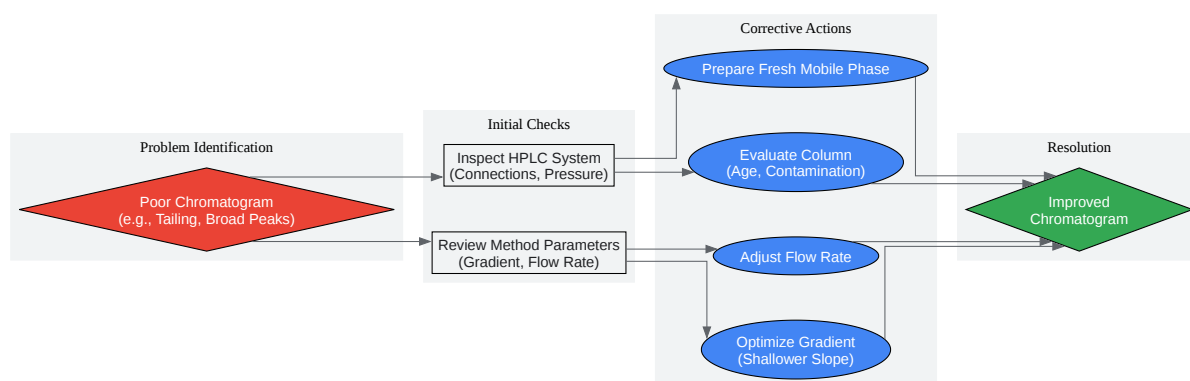 Problem Identification
Poor Chromatogram
(e.g., Tailing, Broad Peaks)
Initial Checks
Inspect HPLC System
(Connections, Pressure)
Review Method Parameters
(Gradient, Flow Rate)
Corrective Actions
Prepare Fresh Mobile Phase
Evaluate Column
(Age, Contamination)
Adjust Flow Rate
Optimize Gradient
(Shallower Slope)
Resolution
Improved
Chromatogram